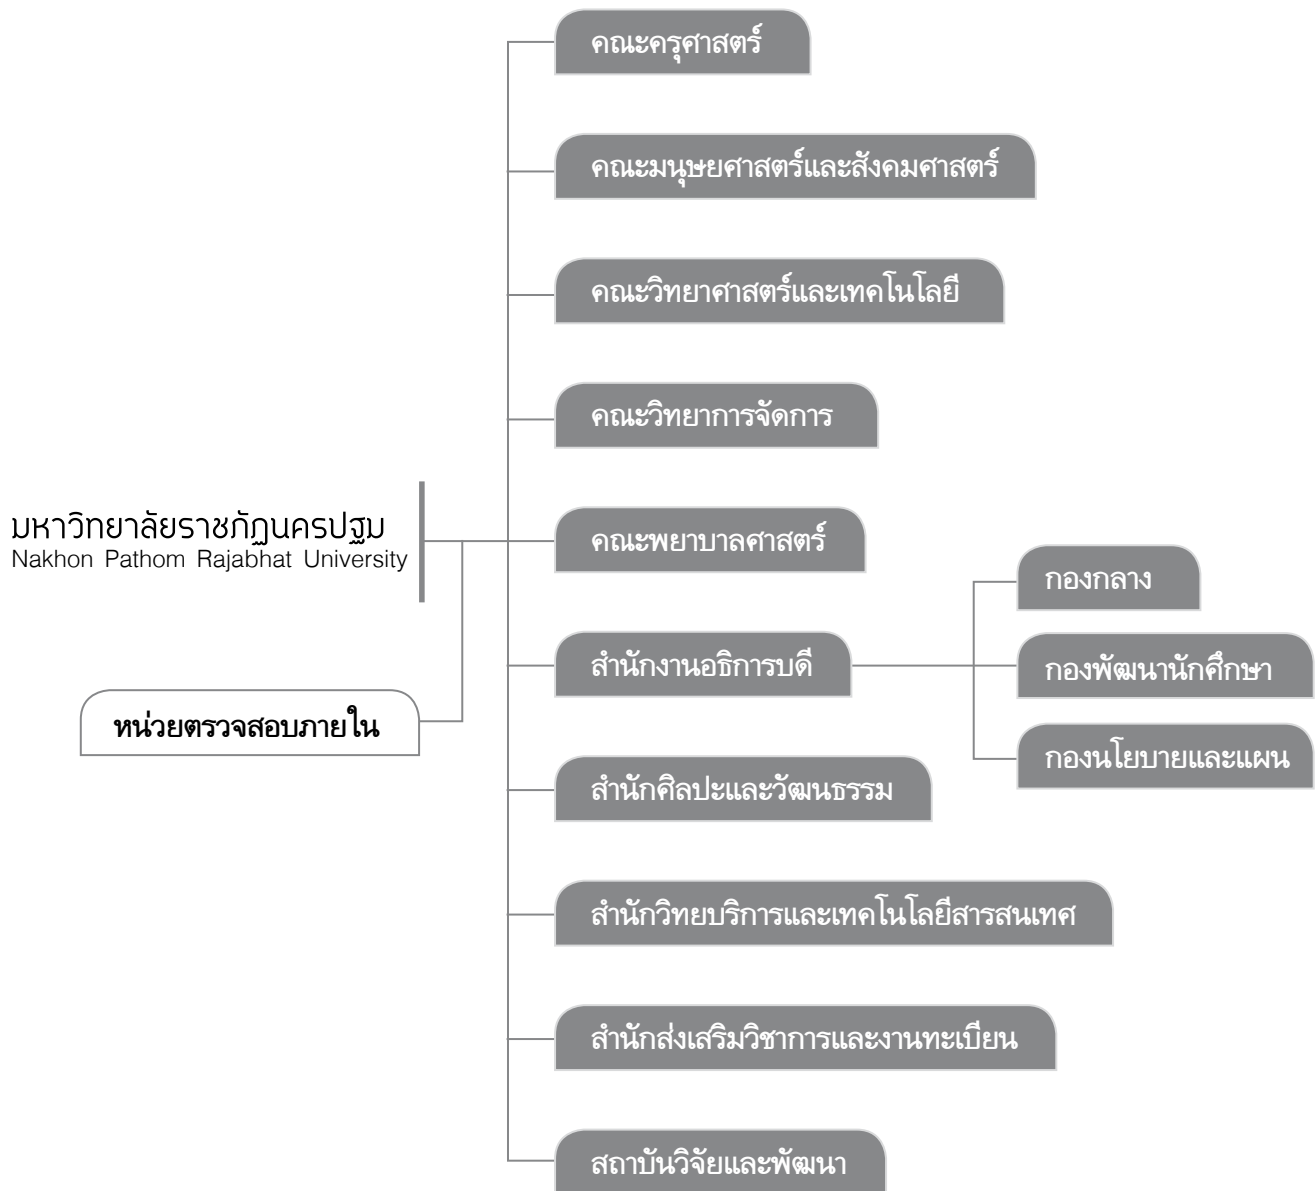 คณะครุศาสตร์
คณะมนุษยศาสตร์และสังคมศาสตร์
คณะวิทยาศาสตร์และเทคโนโลยี
คณะวิทยาการจัดการ
มหาวิทยาลัยราชภัฏนครปฐม
Nakhon Pathom Rajabhat University
คณะพยาบาลศาสตร์
สำนักงานอธิการบดี
กองกลาง
กองพัฒนานักศึกษา
กองนโยบายและแผน
หน่วยตรวจสอบภายใน
สำนักศิลปะและวัฒนธรรม
สำนักวิทยบริการและเทคโนโลยีสารสนเทศ
สำนักส่งเสริมวิชาการและงานทะเบียน
สถาบันวิจัยและพัฒนา